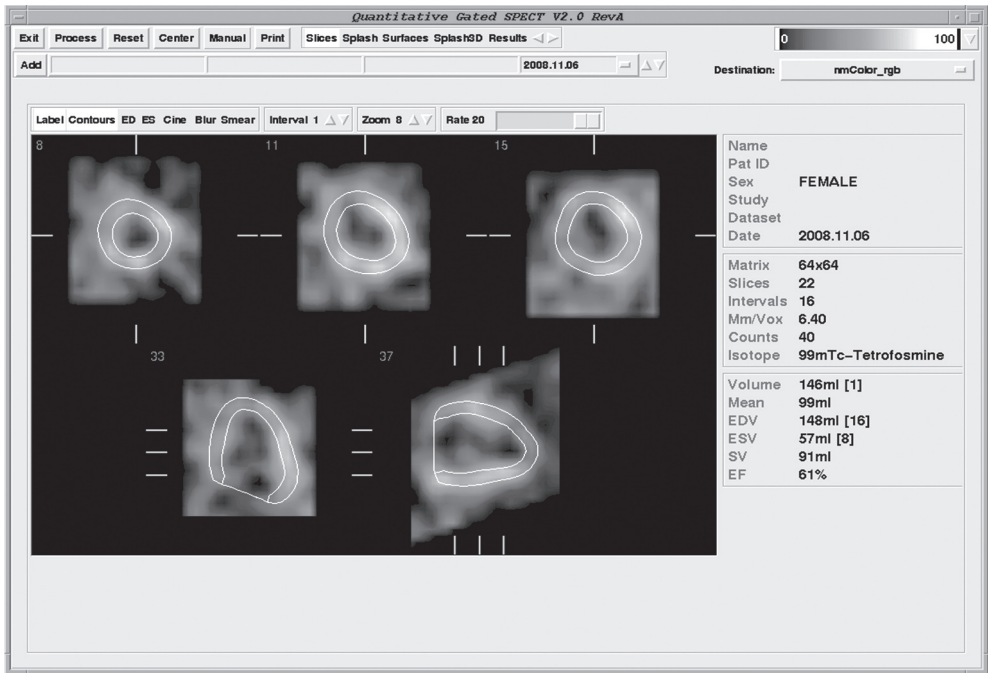 Quantitative Gated SPECT V2.0 RevA
Exit Process Reset Center Manual Print Slices Splash Surfaces Splash3D Results
0 100
Add 2008.11.06
Destination: nmColor_rgb
Label Contours ED ES Cine Blur Smear Interval 1 Zoom 8 Rate 20
8 11 15
33 37
Name
Pat ID
Sex FEMALE
Study
Dataset
Date 2008.11.06
Matrix 64x64
Slices 22
Intervals 16
Mm/Vox 6.40
Counts 40
Isotope 99mTc-Tetrofosmine
Volume 146ml [1]
Mean 99ml
EDV 148ml [16]
ESV 57ml [8]
SV 91ml
EF 61%